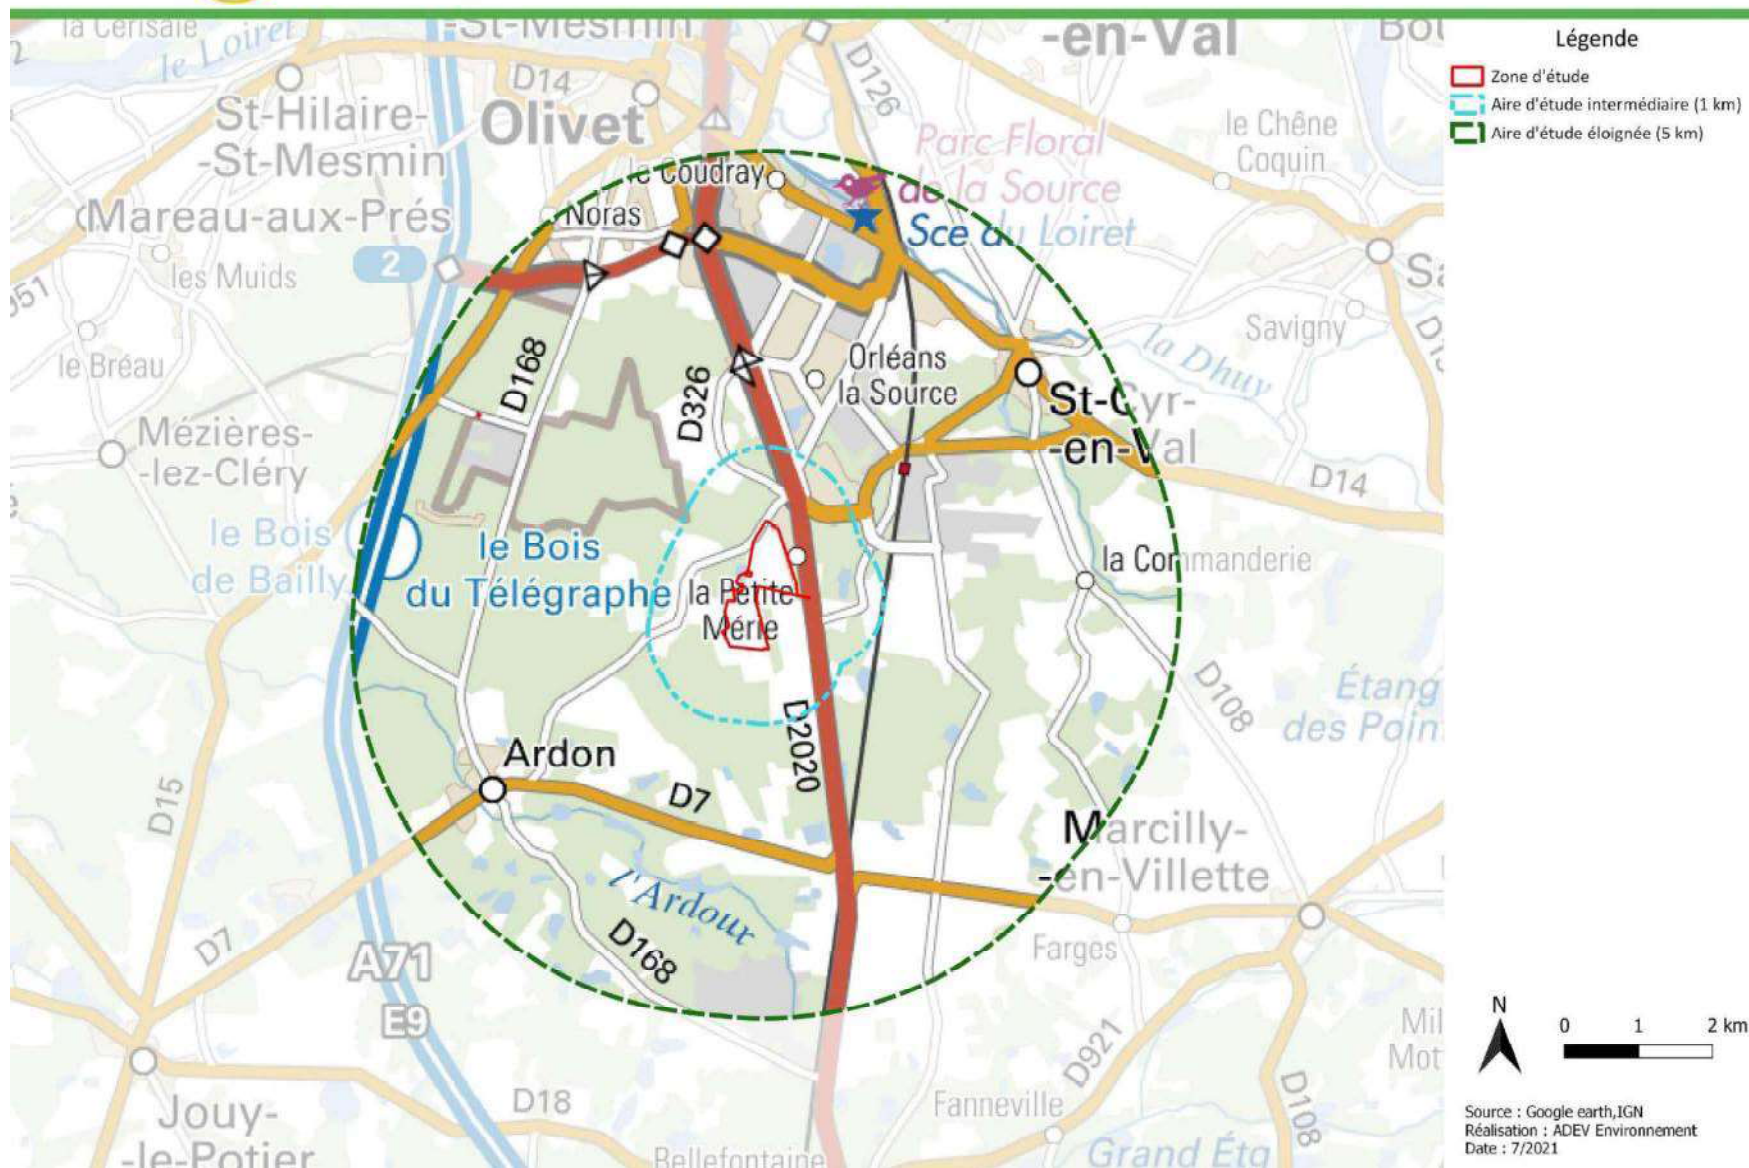 la Cerisaie
-St-Mesmin
-en-Val
le Loiret
D14
D126
St-Hilaire-
-St-Mesmin
Olivet
le Chêne
Coquin
Parc Floral
de la Source
Sce du Loiret
le Coudray
Noras
Mareau-aux-Prés
les Muids
2
D51
le Bréau
D168
D326
Orléans
la Source
Savigny
la Dhuy
St-Cyr-
-en-Val
D14
Mézières-
-lez-Cléry
le Bois
de Bailly
le Bois
du Télégraphe
la Petite
Mérie
la Commanderie
D108
Étang
des Poin
D2020
Ardon
D7
D15
Marcilly-
-en-Villette
l'Ardoux
D168
D7
A71
E9
Farges
D921
Mil
Mot
D18
Fanneville
D108
Jouy-
-le-Potier
Bellefontaine
Grand Étg
Légende
Zone d'étude
Aire d'étude intermédiaire (1 km)
Aire d'étude éloignée (5 km)
N
0 1 2 km
Source : Google earth,IGN
Réalisation : ADEV Environnement
Date : 7/2021